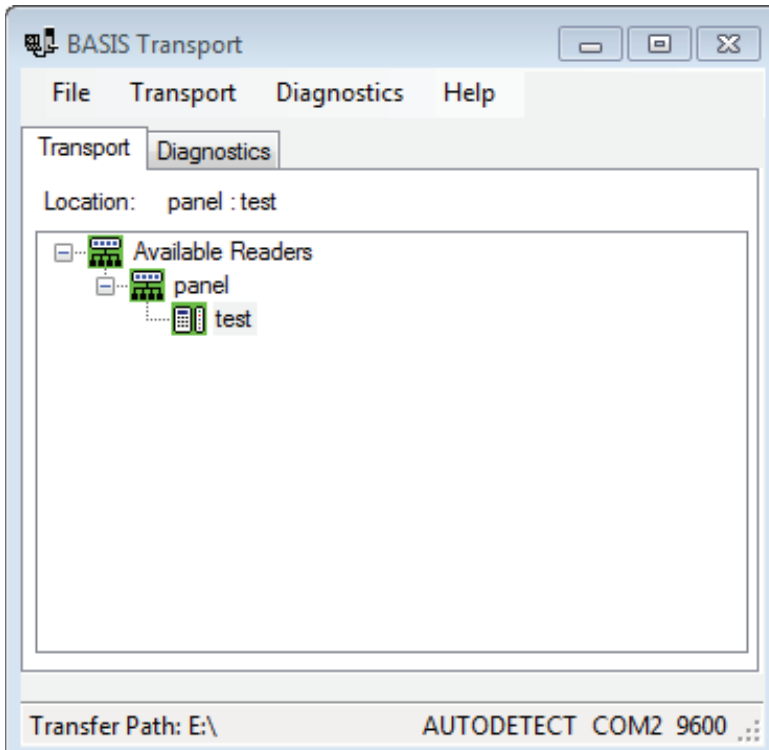 BASIS Transport
File Transport Diagnostics Help
Transport Diagnostics
Location: panel : test
Available Readers
panel
test
Transfer Path: E:\ AUTODETECT COM2 9600